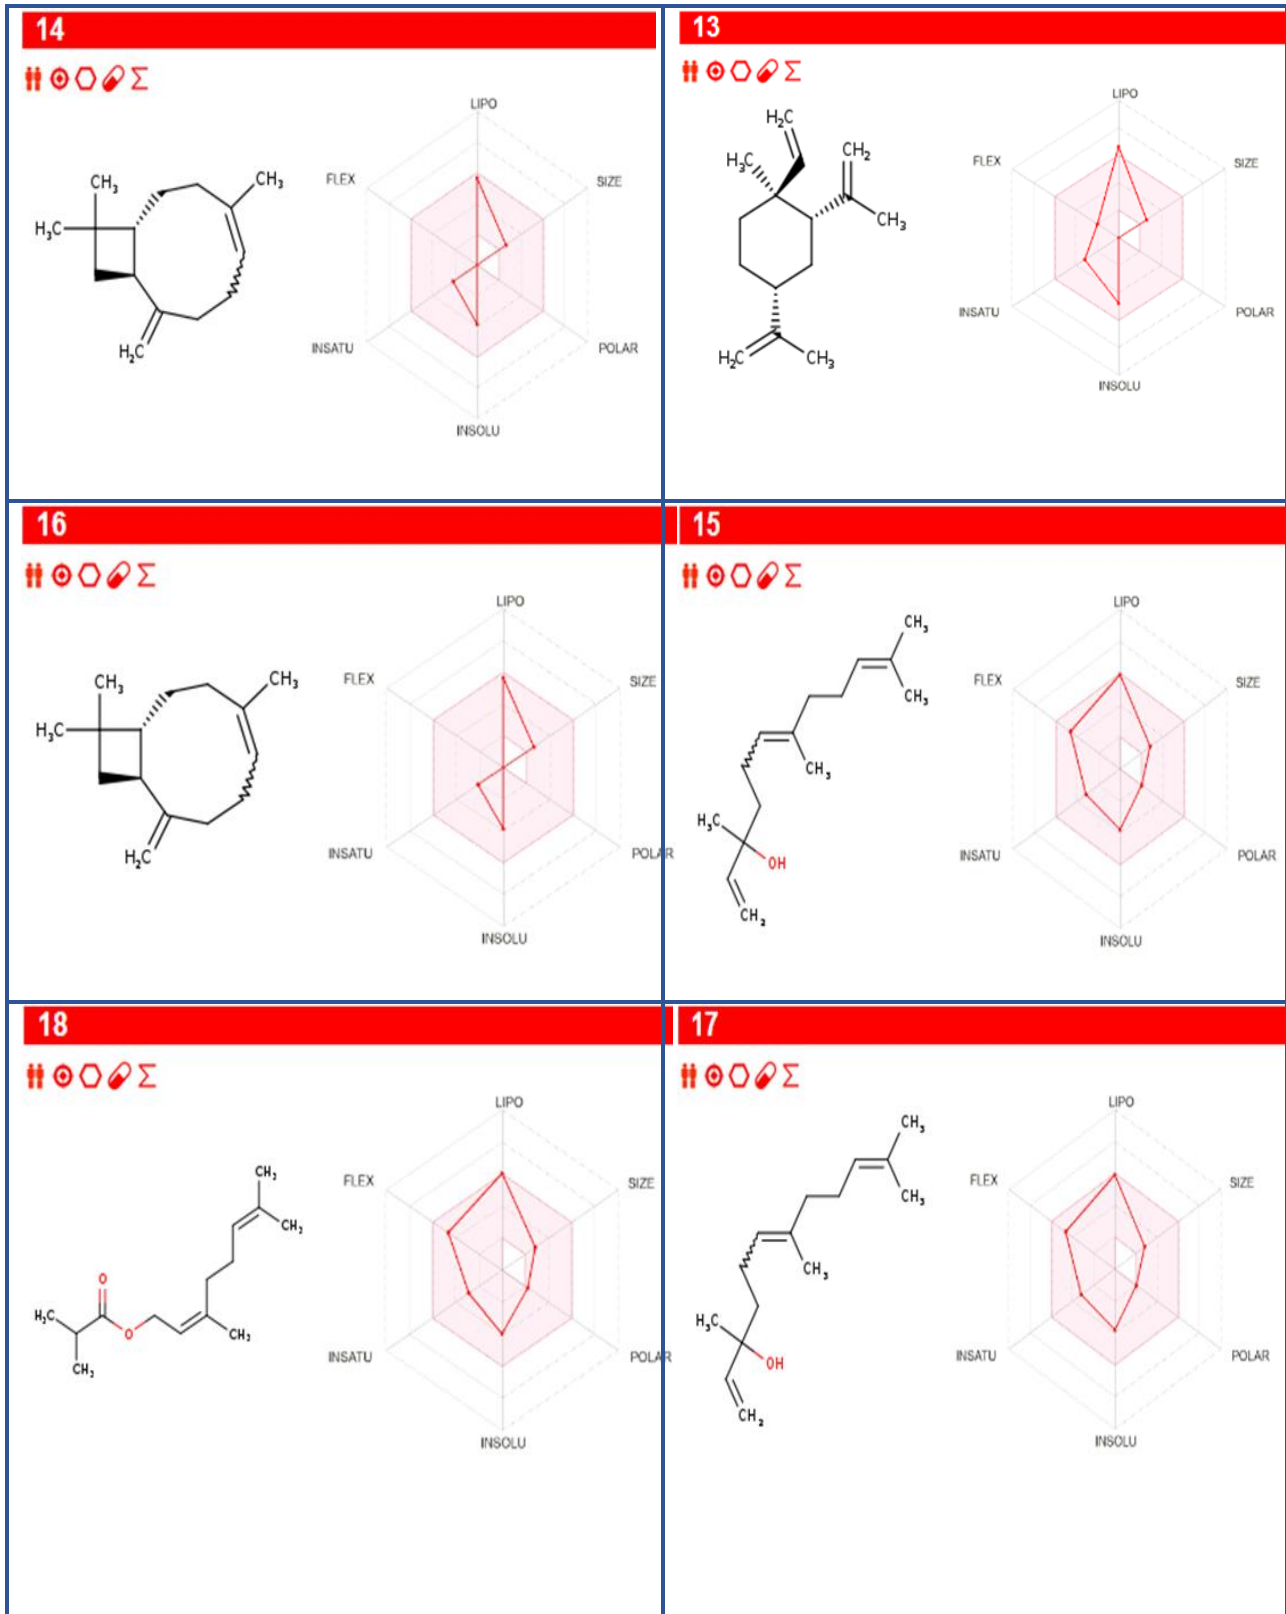 14
LIPO
CH₃
CH₃
FLEX
SIZE
H₃C
INSATU
POLAR
H₂C
INSOLU
13
LIPO
H₂C
CH₂
H₃C
FLEX
SIZE
CH₃
INSATU
POLAR
H₂C
CH₃
INSOLU
16
LIPO
CH₃
CH₃
FLEX
SIZE
H₃C
INSATU
POLAR
H₂C
INSOLU
15
LIPO
CH₃
FLEX
SIZE
CH₃
CH₃
H₃C
OH
INSATU
POLAR
CH₂
INSOLU
18
LIPO
CH₃
FLEX
SIZE
CH₃
O
H₃C
O
CH₃
CH₃
INSATU
POLAR
INSOLU
17
LIPO
CH₃
FLEX
SIZE
CH₃
CH₃
H₃C
OH
INSATU
POLAR
CH₂
INSOLU